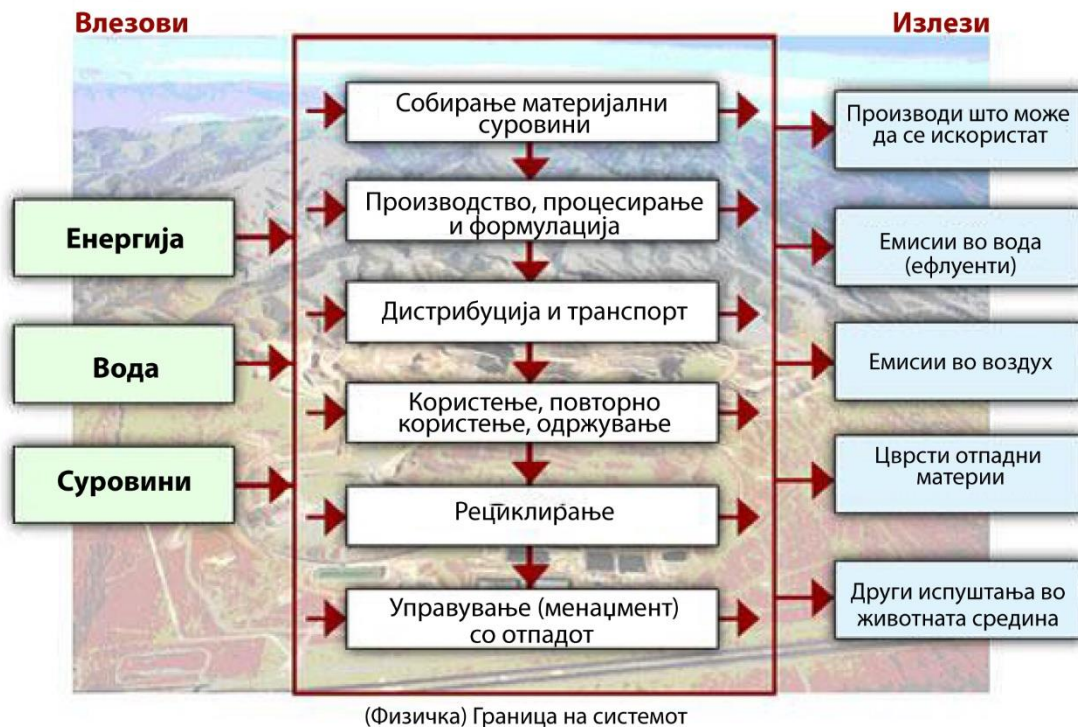 Влезови
Излези
Енергија
Вода
Суровини
Собирање материјални
суровини
Производство, процесирање
и формулација
Дистрибуција и транспорт
Користење, повторно
користење, одржување
Рециклирање
Управување (менаџмент)
со отпадот
Производи што може
да се искористат
Емисии во вода
(ефлуенти)
Емисии во воздух
Цврсти отпадни
материи
Други испуштања во
животната средина
(Физичка) Граница на системот